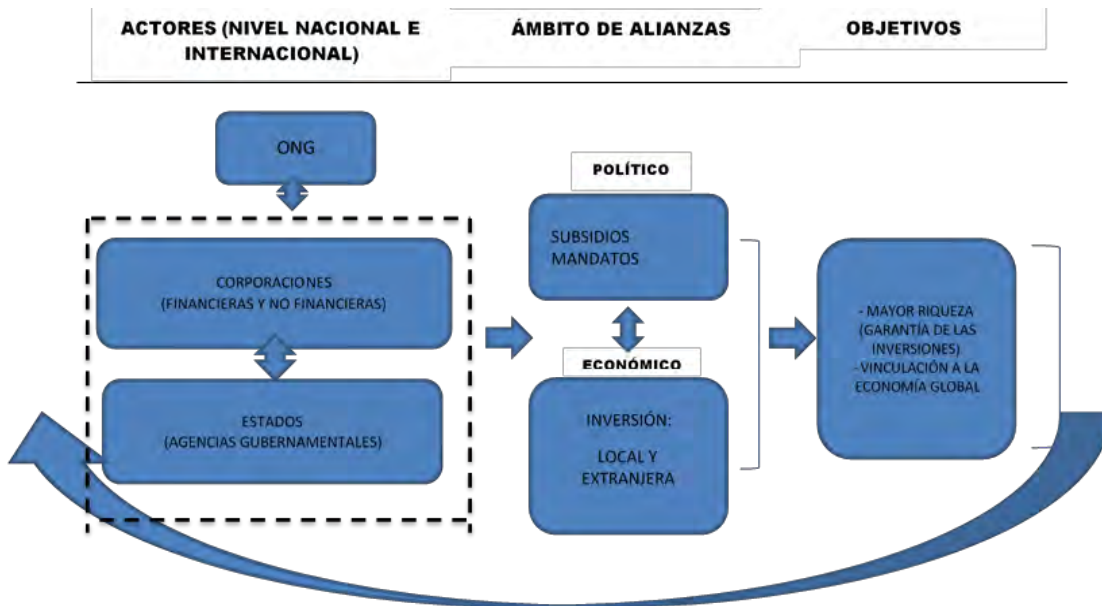 ACTORES (NIVEL NACIONAL E
INTERNACIONAL)
ÁMBITO DE ALIANZAS
OBJETIVOS
ONG
CORPORACIONES
(FINANCIERAS Y NO FINANCIERAS)
ESTADOS
(AGENCIAS GUBERNAMENTALES)
POLÍTICO
SUBSIDIOS
MANDATOS
ECONÓMICO
INVERSIÓN:
LOCAL Y
EXTRANJERA
- MAYOR RIQUEZA
(GARANTÍA DE LAS
INVERSIONES)
- VINCULACIÓN A LA
ECONOMÍA GLOBAL